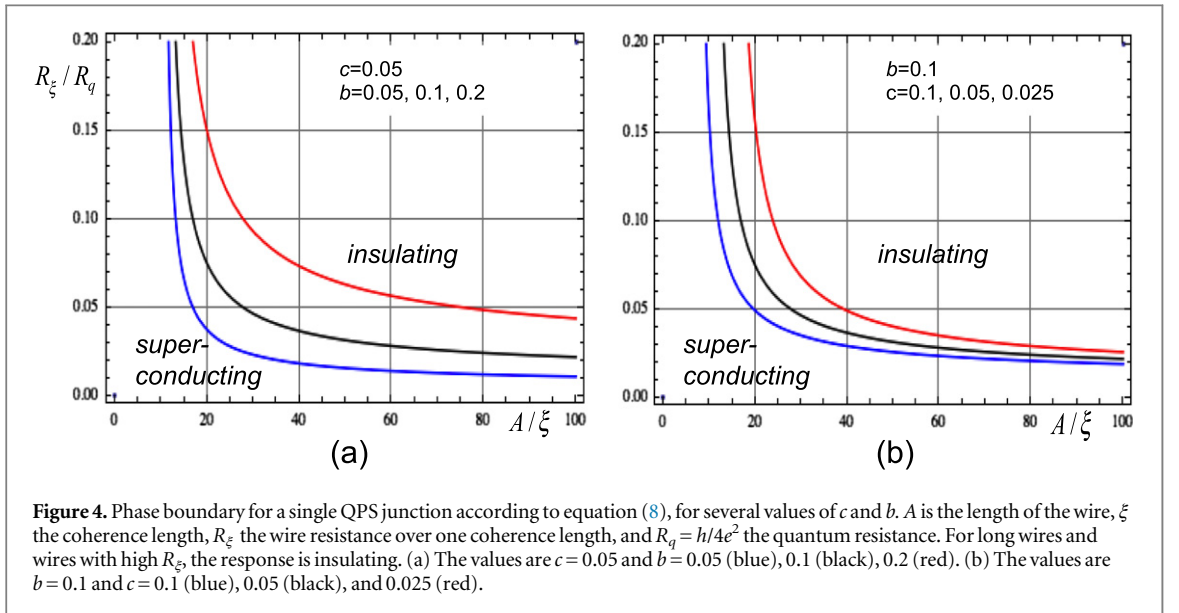 0.20
R_ξ / R_q
0.15
0.10
0.05
0.00
c=0.05
b=0.05, 0.1, 0.2
insulating
super-
conducting
0 20 40 60 80 A/ξ 100
(a)
0.20
0.15
0.10
0.05
0.00
b=0.1
c=0.1, 0.05, 0.025
insulating
super-
conducting
0 20 40 60 80 A/ξ 100
(b)
Figure 4. Phase boundary for a single QPS junction according to equation (8), for several values of c and b. A is the length of the wire, ξ
the coherence length, R_ξ the wire resistance over one coherence length, and R_q = h/4e² the quantum resistance. For long wires and
wires with high R_ξ, the response is insulating. (a) The values are c = 0.05 and b = 0.05 (blue), 0.1 (black), 0.2 (red). (b) The values are
b = 0.1 and c = 0.1 (blue), 0.05 (black), and 0.025 (red).